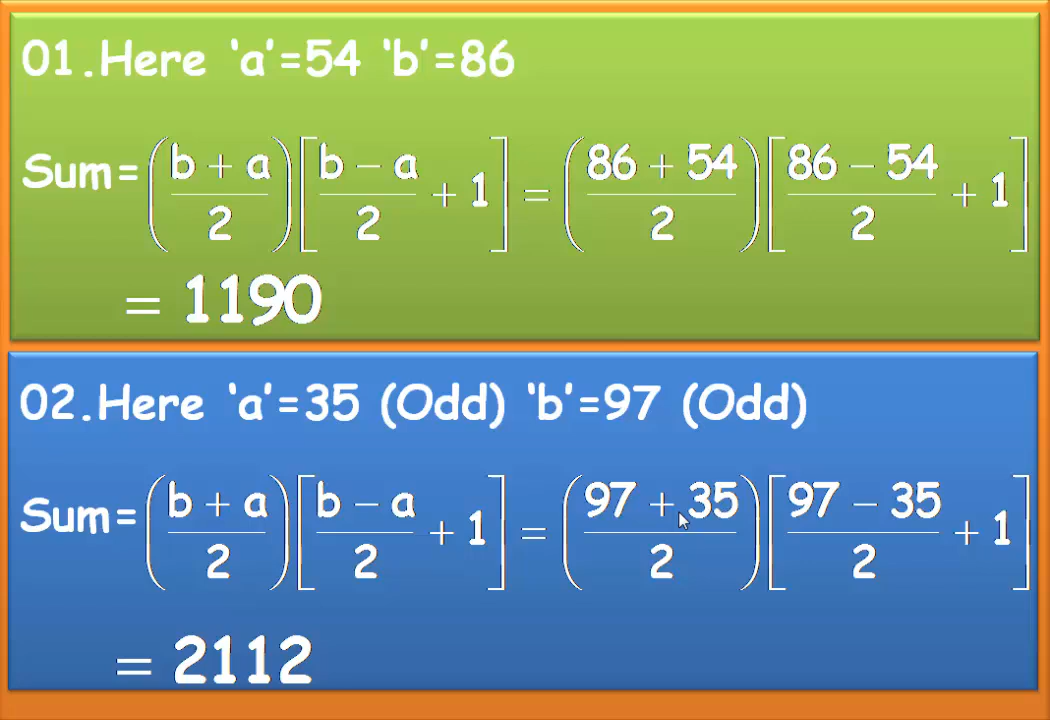 01.Here ‘a’=54 ‘b’=86
Sum= ( (b + a) / 2 ) [ (b − a) / 2 + 1 ] = ( (86 + 54) / 2 ) [ (86 − 54) / 2 + 1 ]
= 1190
02.Here ‘a’=35 (Odd) ‘b’=97 (Odd)
Sum= ( (b + a) / 2 ) [ (b − a) / 2 + 1 ] = ( (97 + 35) / 2 ) [ (97 − 35) / 2 + 1 ]
= 2112